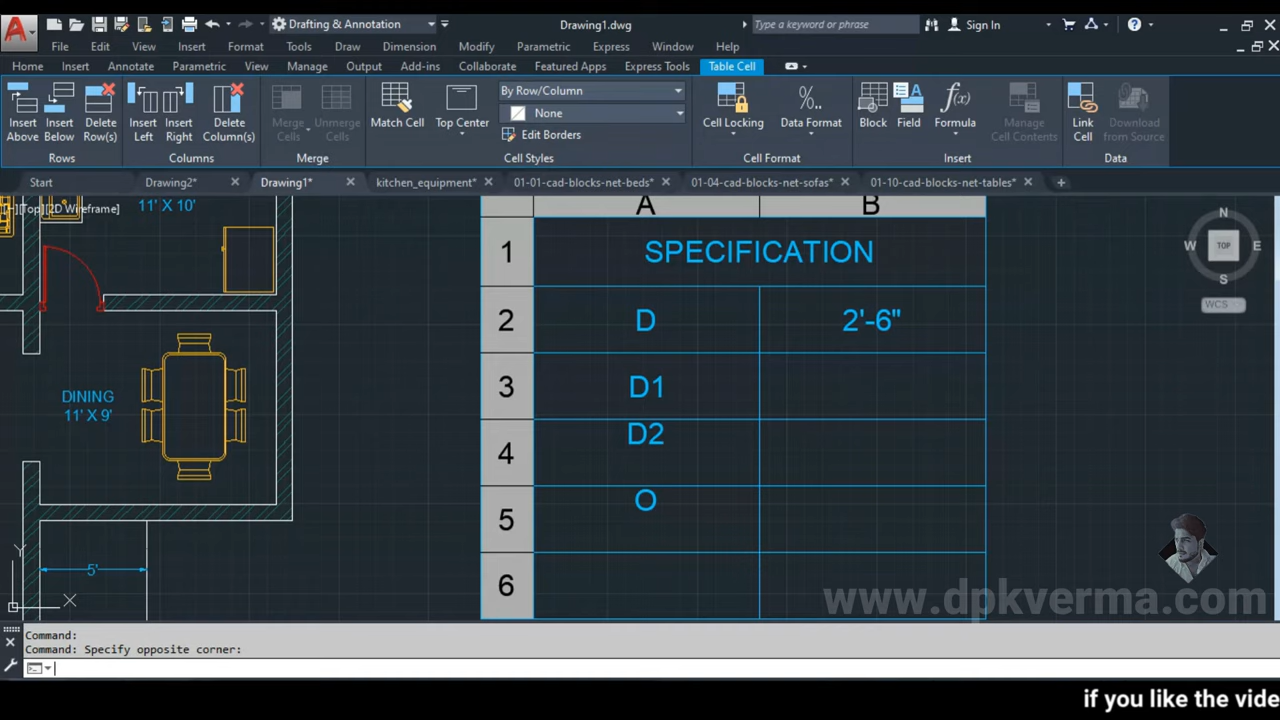 Drafting & Annotation
Drawing1.dwg
Type a keyword or phrase
Sign In
File Edit View Insert Format Tools Draw Dimension Modify Parametric Express Window Help
Home Insert Annotate Parametric View Manage Output Add-ins Collaborate Featured Apps Express Tools Table Cell
Insert Above
Insert Below
Delete Row(s)
Rows
Insert Left
Insert Right
Delete Column(s)
Columns
Merge Cells
Unmerge Cells
Merge
Match Cell
Top Center
By Row/Column
None
Edit Borders
Cell Styles
Cell Locking
Data Format
Cell Format
Block
Field
Formula
Manage Cell Contents
Insert
Link Cell
Download from Source
Data
Start Drawing2* Drawing1* kitchen_equipment* 01-01-cad-blocks-net-beds* 01-04-cad-blocks-net-sofas* 01-10-cad-blocks-net-tables*
[−][Top][2D Wireframe]
11' X 10'
DINING
11' X 9'
5'
Y
X
A B
1 SPECIFICATION
2 D 2'-6"
3 D1
4 D2
5 O
6
N
W TOP E
S
WCS
www.dpkverma.com
Command:
Command: Specify opposite corner:
if you like the vide